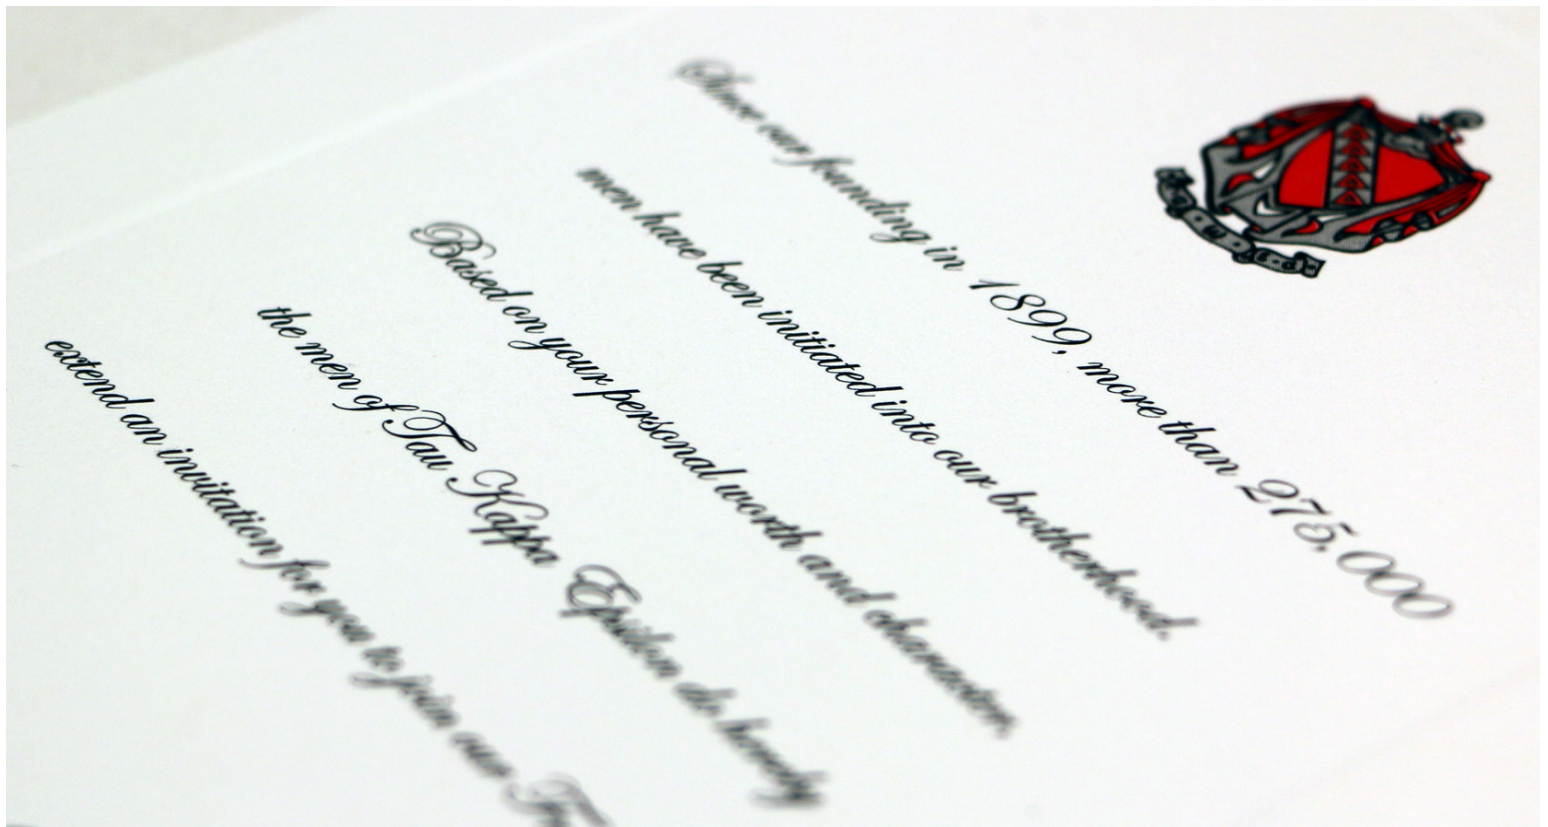 Since our founding in 1899, more than 275,000
men have been initiated into our brotherhood.
Based on your personal worth and character,
the men of Tau Kappa Epsilon do hereby
extend an invitation for you to join our